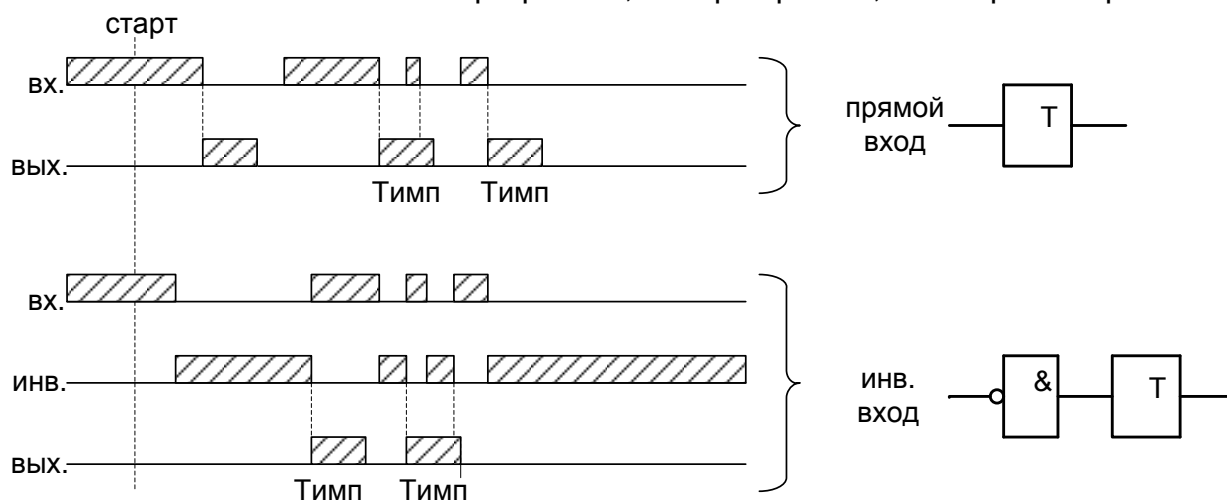 старт
вх.
вых.
Тимп Тимп
прямой
вход
T
вх.
инв.
вых.
Тимп Тимп
инв.
вход
&
T